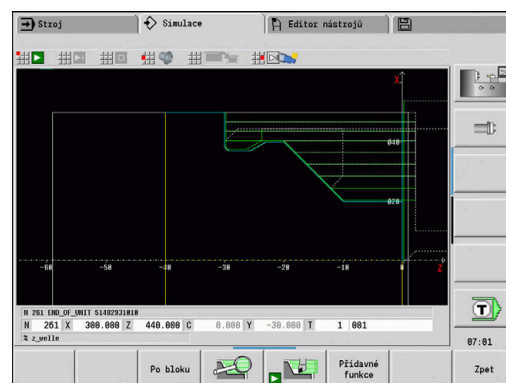 Stroj Simulace Editor nástrojů
X
ø40
ø20
-60 -50 -40 -30 -20 -10 0 Z
N 261 END_OF_UNIT S1482931010
N 261 X 300.000 Z 440.000 C 0.000 Y -30.000 T 1 001
% z_welle
T
07:01
Po bloku Přídavné funkce Zpet